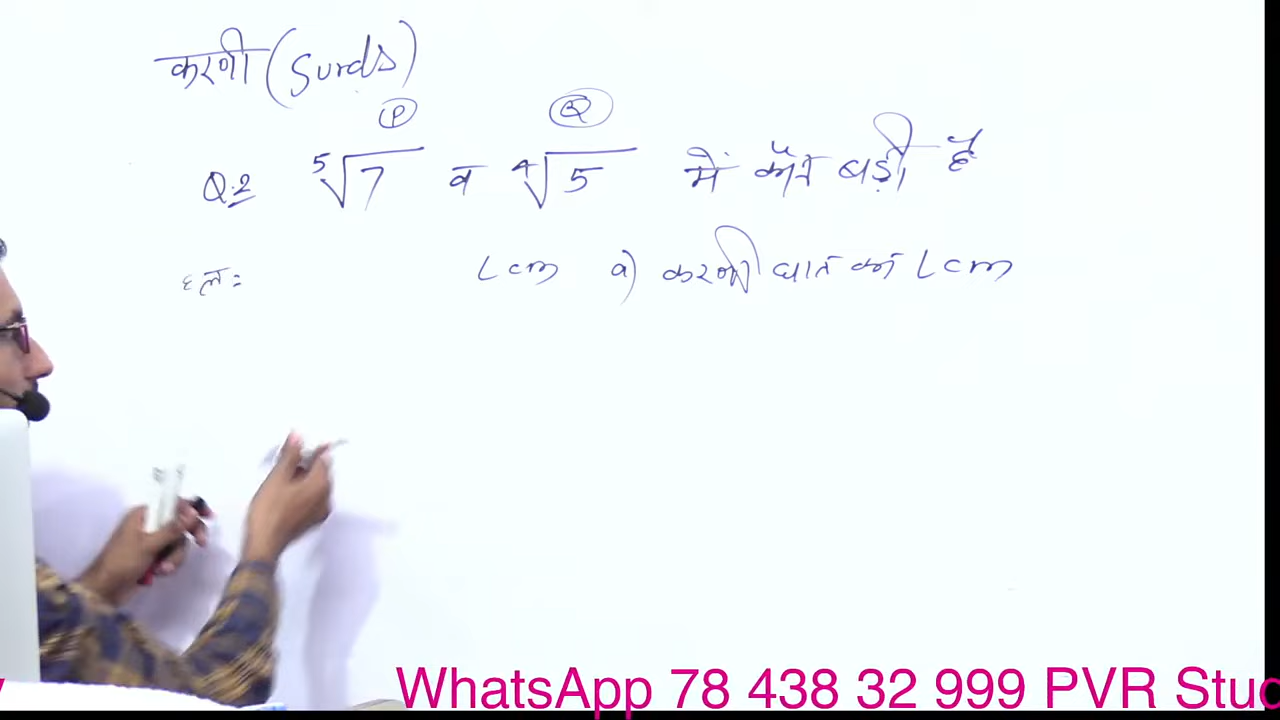 करणी (Surds)
P Q
Q.2 ⁵√7 व ⁴√5 में कौन बड़ी है
हल: Lcm a) करणी घात का Lcm
WhatsApp 78 438 32 999 PVR Stud